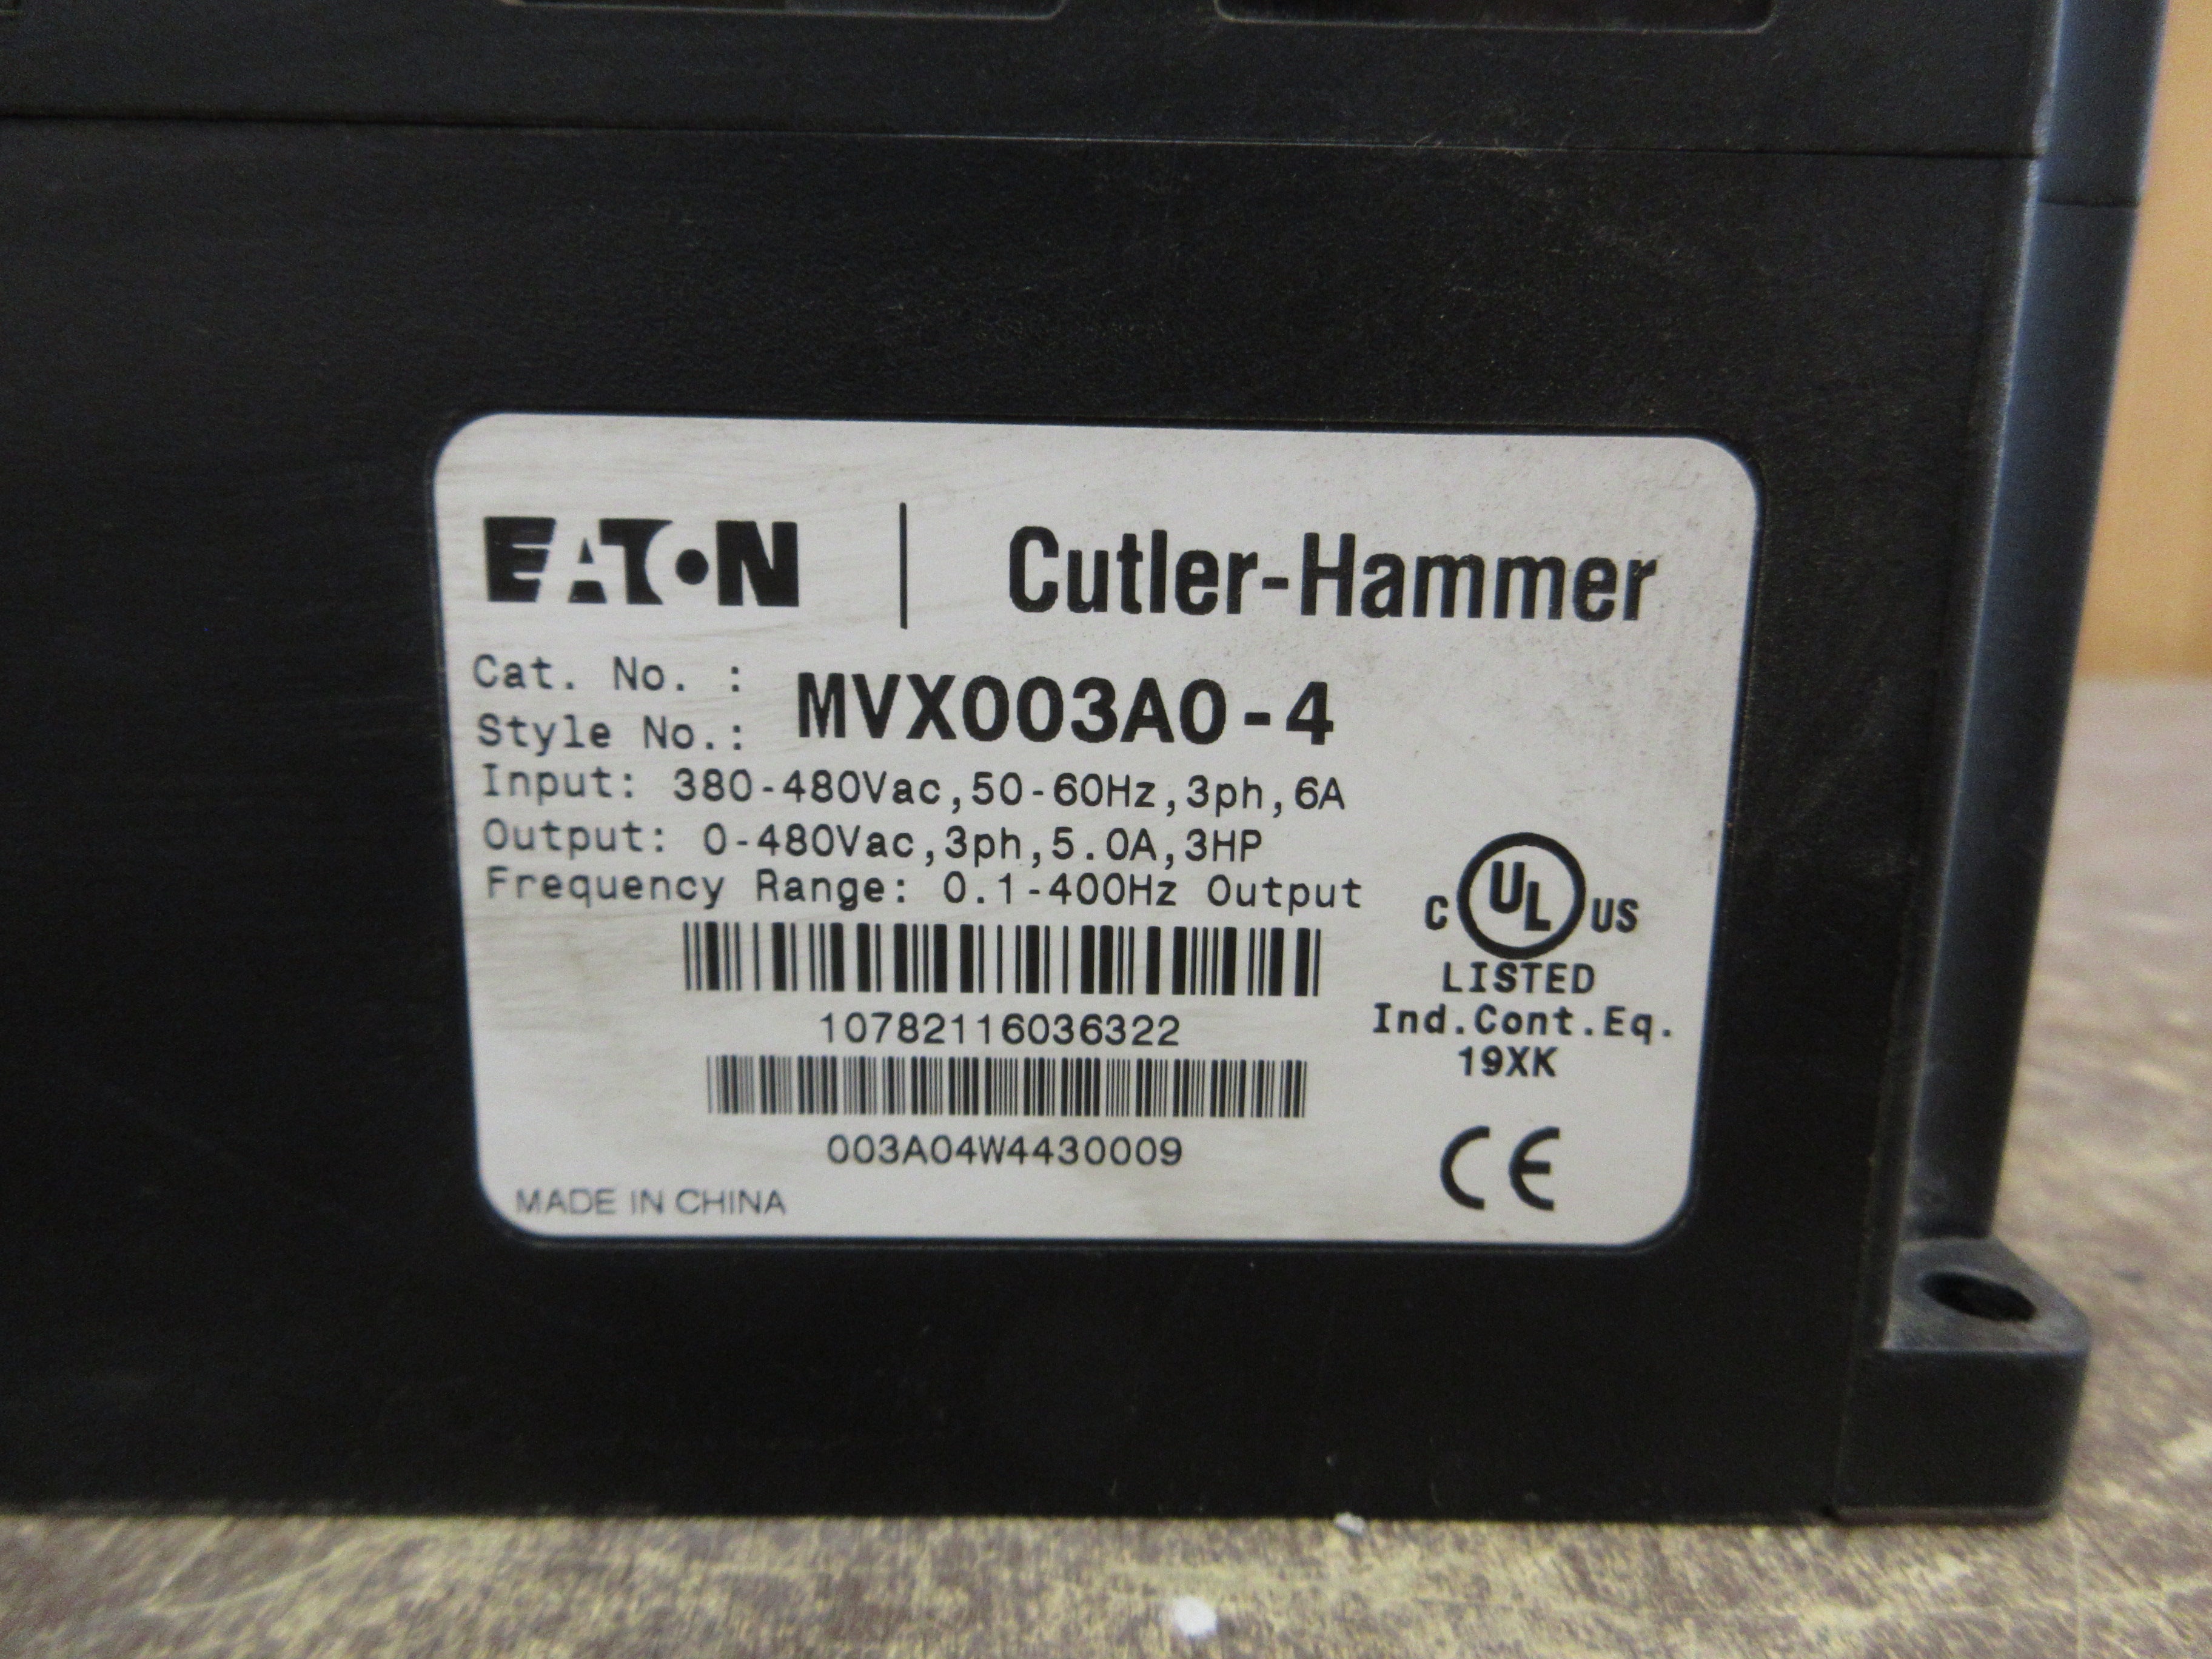 EATON | Cutler-Hammer
Cat. No. :
Style No.: MVX003A0-4
Input: 380-480Vac,50-60Hz,3ph,6A
Output: 0-480Vac,3ph,5.0A,3HP
Frequency Range: 0.1-400Hz Output
C UL US
LISTED
Ind.Cont.Eq.
19XK
10782116036322
003A04W4430009
CE
MADE IN CHINA